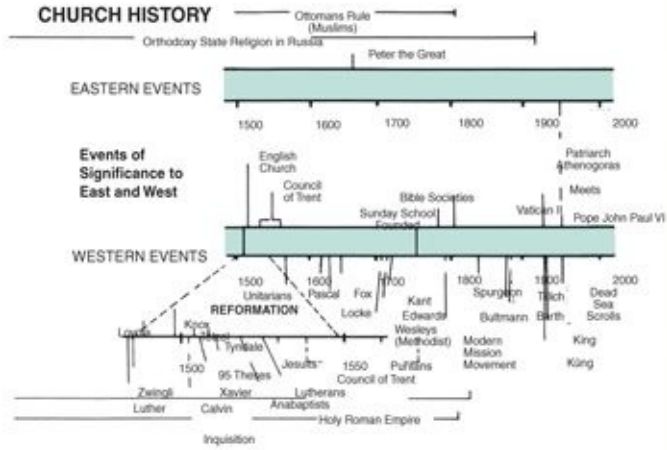 CHURCH HISTORY
Ottomans Rule
(Muslims)
Orthodoxy State Religion in Russia
Peter the Great
EASTERN EVENTS
1500 1600 1700 1800 1900 2000
Events of
Significance to
East and West
English
Church
Council
of Trent
Bible Societies
Sunday School
Founded
Patriarch
Athenogoras
Meets
Vatican II
Pope John Paul VI
WESTERN EVENTS
1500 1600 1700 1800 1900 2000
Unitarians
Pascal
Fox
Locke
Kant
Edwards
Wesleys
(Methodist)
Puritans
Spurgeon
Bultmann
Modern
Mission
Movement
Tillich
Barth
Dead
Sea
Scrolls
King
Küng
REFORMATION
Loyola
Knox
Tyndale
1500
95 Theses
Jesuits
1550
Council of Trent
Zwingli
Xavier
Lutherans
Luther
Calvin
Anabaptists
Holy Roman Empire
Inquisition